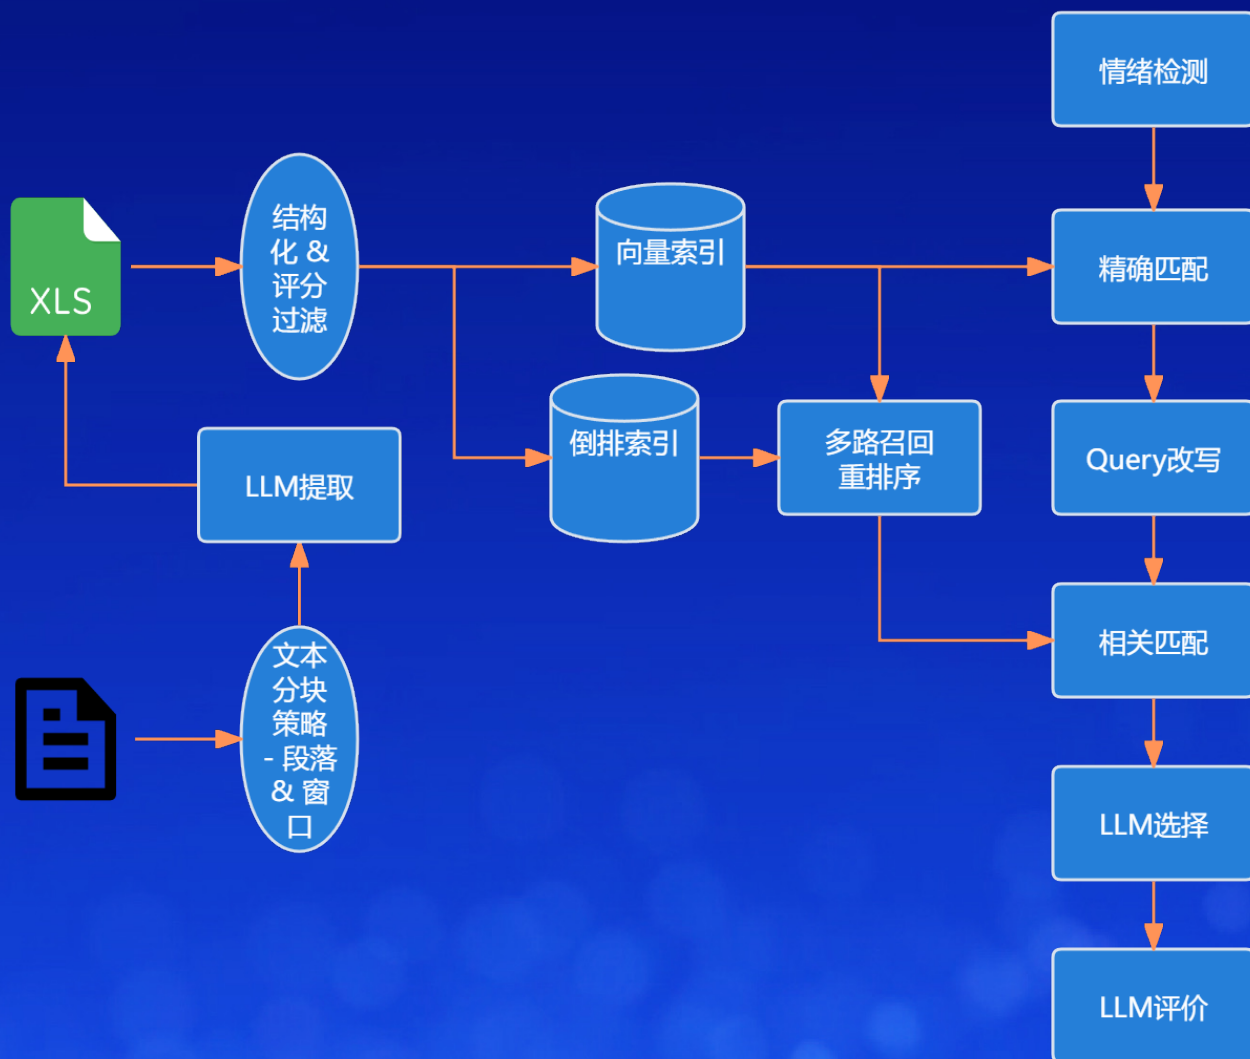 情绪检测
结构
化 &
评分
过滤
XLS
向量索引
精确匹配
倒排索引
多路召回
重排序
Query改写
LLM提取
相关匹配
文本
分块
策略
- 段落
& 窗
口
LLM选择
LLM评价